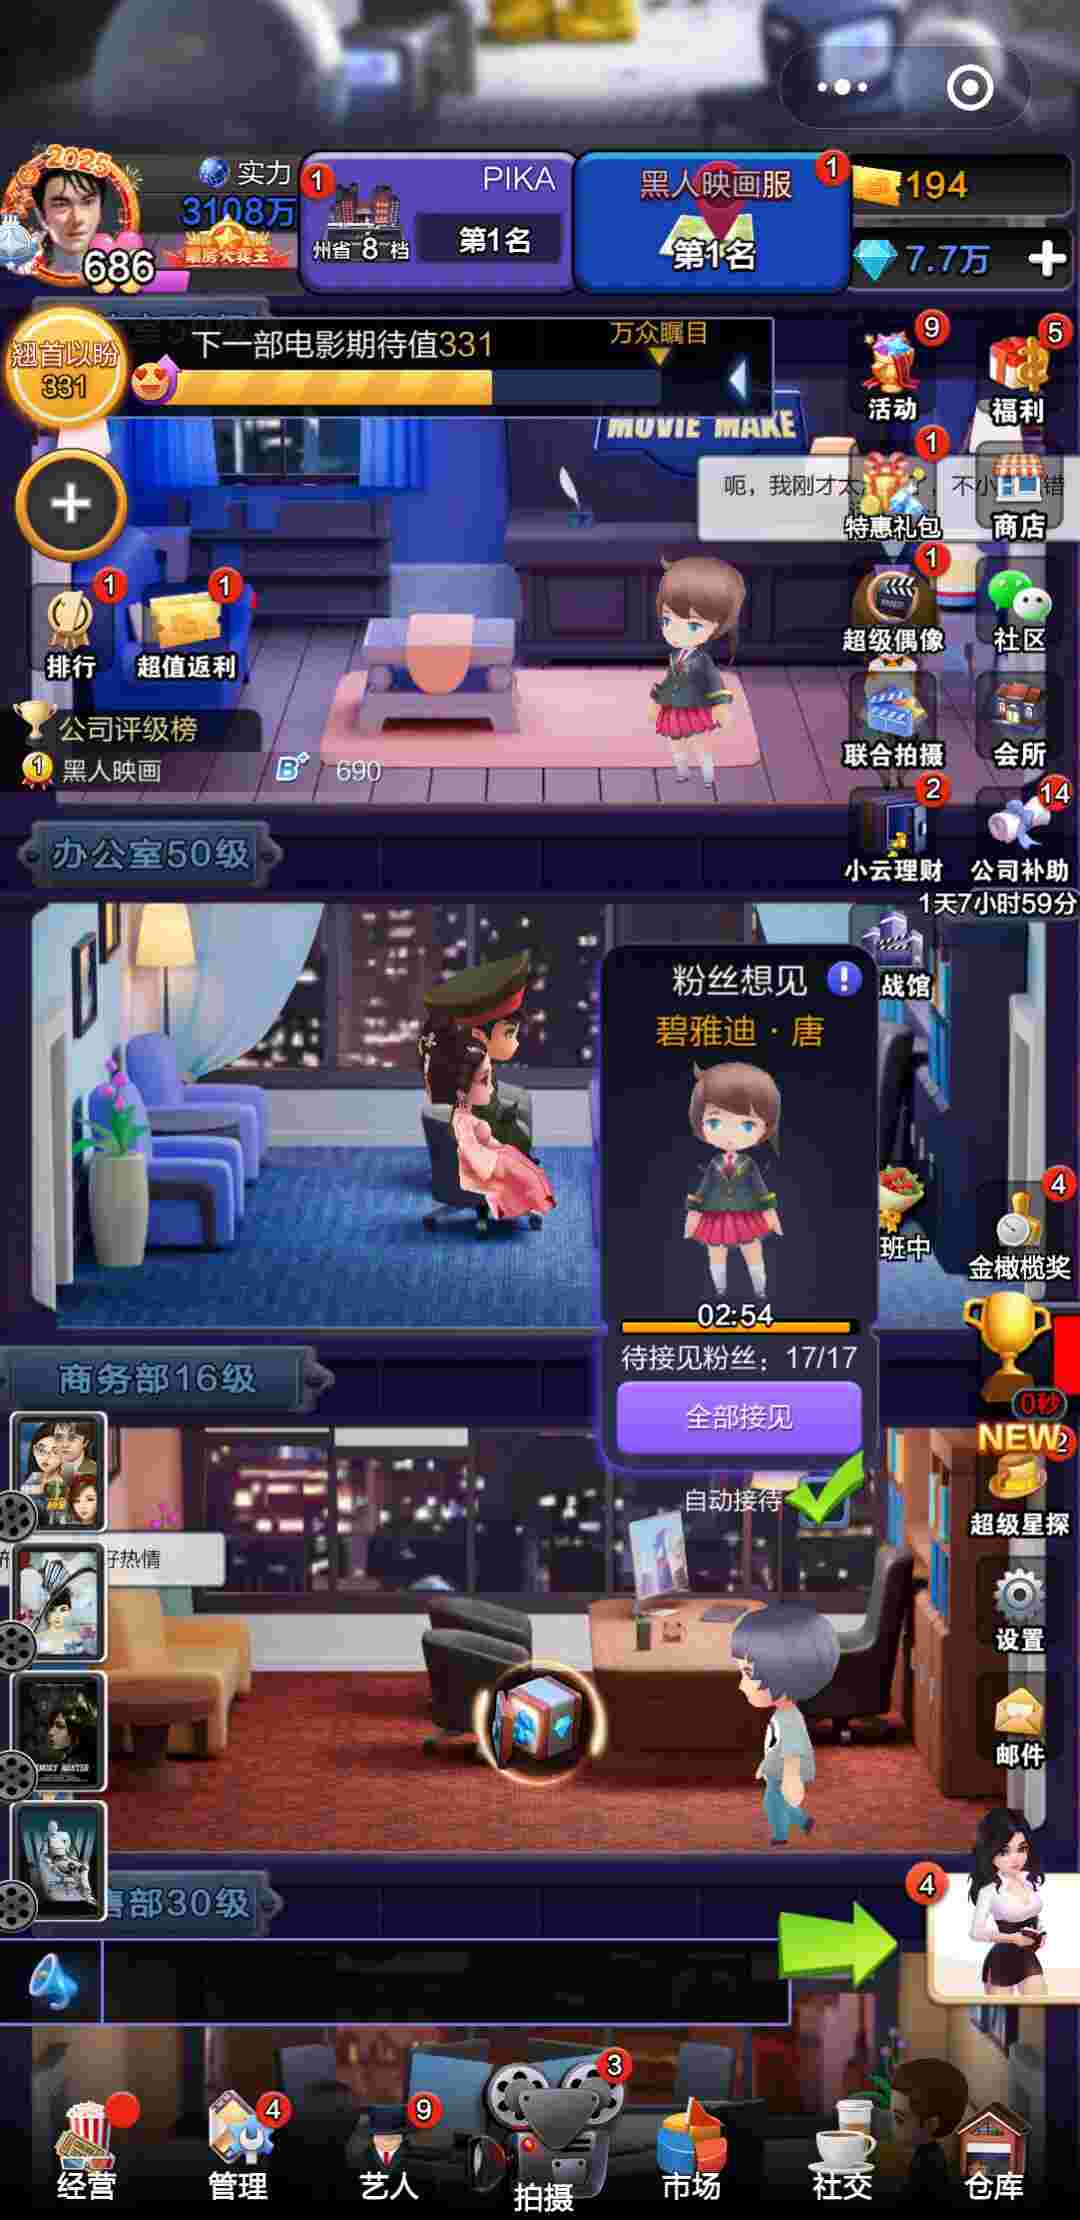 2025
686
实力
3108万
票房大卖王
1
PIKA
州省 8 档
第1名
黑人映画服
1
第1名
194
7.7万
翘首以盼
331
下一部电影期待值331
万众瞩目
MOVIE MAKE
9
活动
5
福利
呃，我刚才太
，不小
错
1
特惠礼包
商店
1
排行
1
超值返利
1
超级偶像
社区
公司评级榜
1
黑人映画
B+
690
联合拍摄
会所
2
小云理财
14
公司补助
1天7小时59分
办公室50级
战馆
粉丝想见
!
碧雅迪·唐
02:54
待接见粉丝：17/17
全部接见
自动接待
班中
4
金橄榄奖
0秒
商务部16级
NEW
2
超级星探
好热情
设置
邮件
售部30级
4
经营
4
管理
9
艺人
3
拍摄
市场
社交
仓库